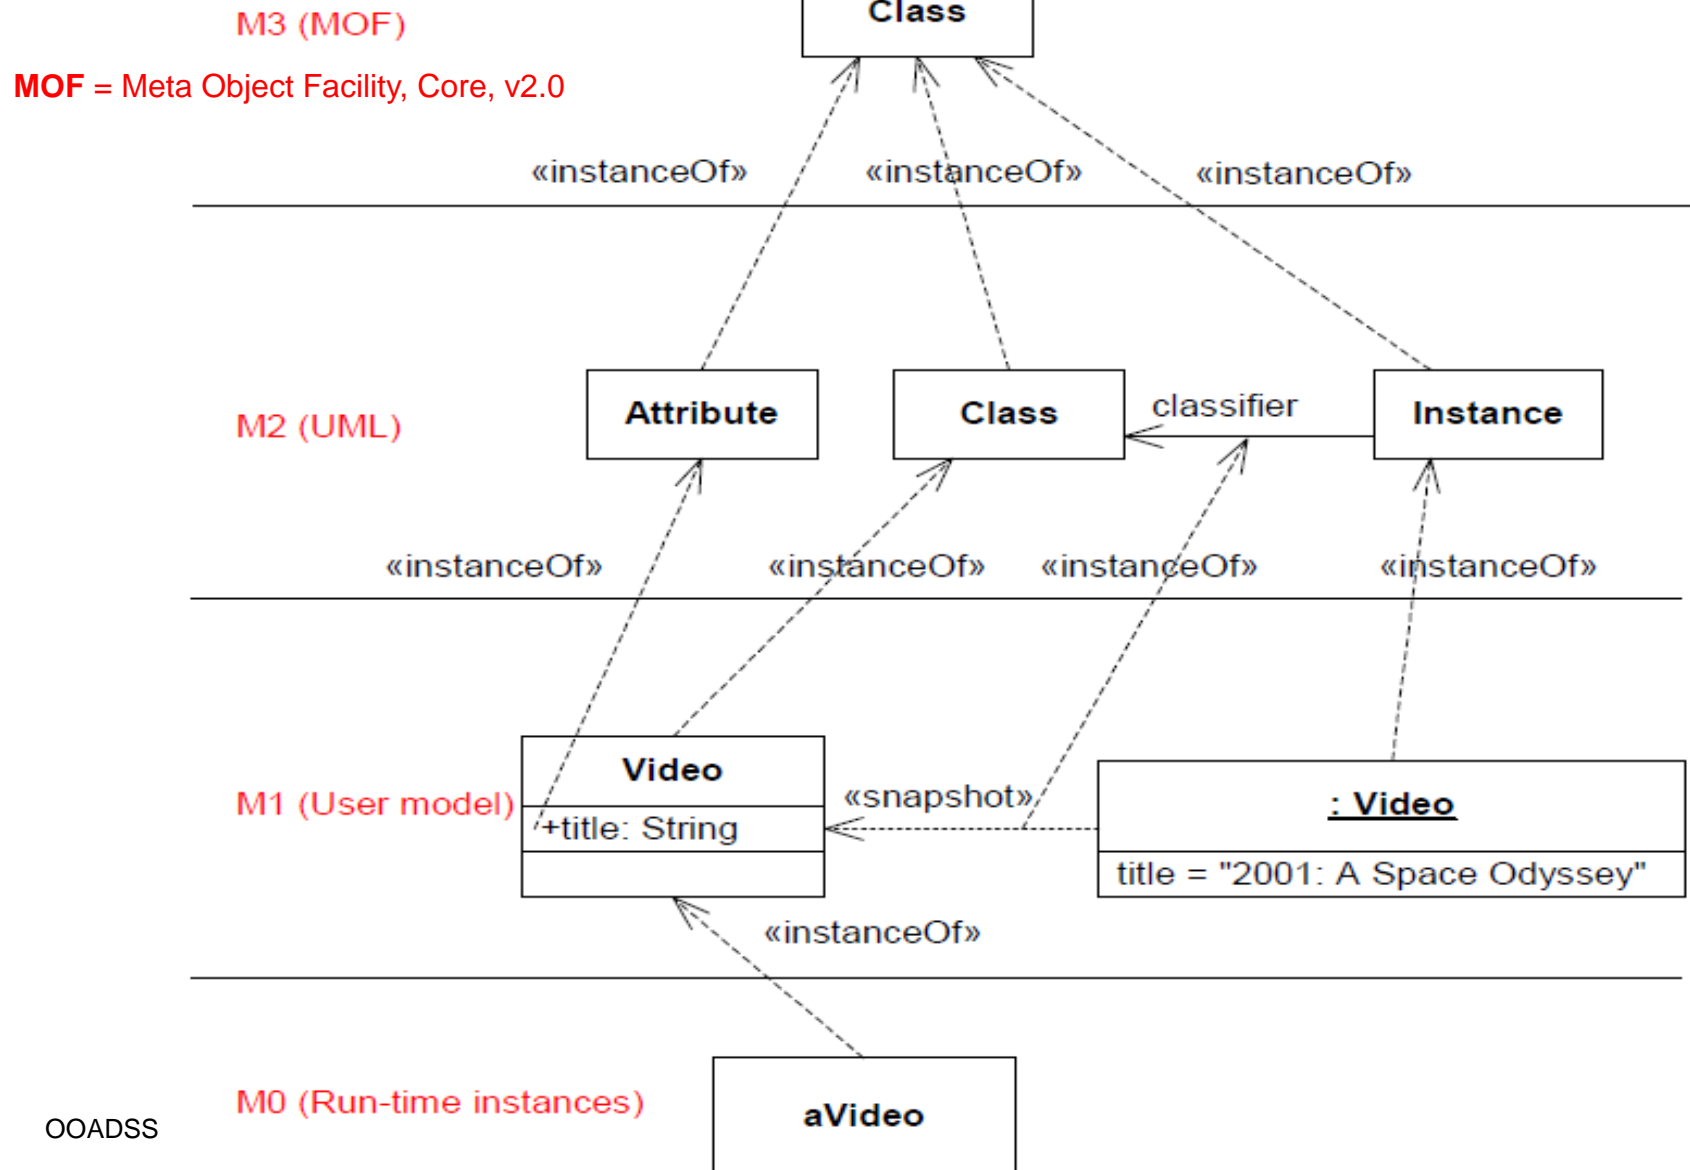 Class
M3 (MOF)
MOF = Meta Object Facility, Core, v2.0
«instanceOf» «instanceOf» «instanceOf»
Attribute Class classifier Instance
M2 (UML)
«instanceOf» «instanceOf» «instanceOf» «instanceOf»
Video
M1 (User model) «snapshot» : Video
+title: String
title = "2001: A Space Odyssey"
«instanceOf»
M0 (Run-time instances) aVideo
OOADSS